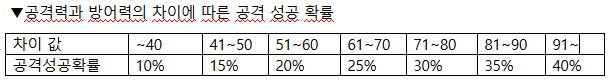 ▼공격력과 방어력의 차이에 따른 공격 성공 확률
차이 값 ~40 41~50 51~60 61~70 71~80 81~90 91~
공격성공확률 10% 15% 20% 25% 30% 35% 40%